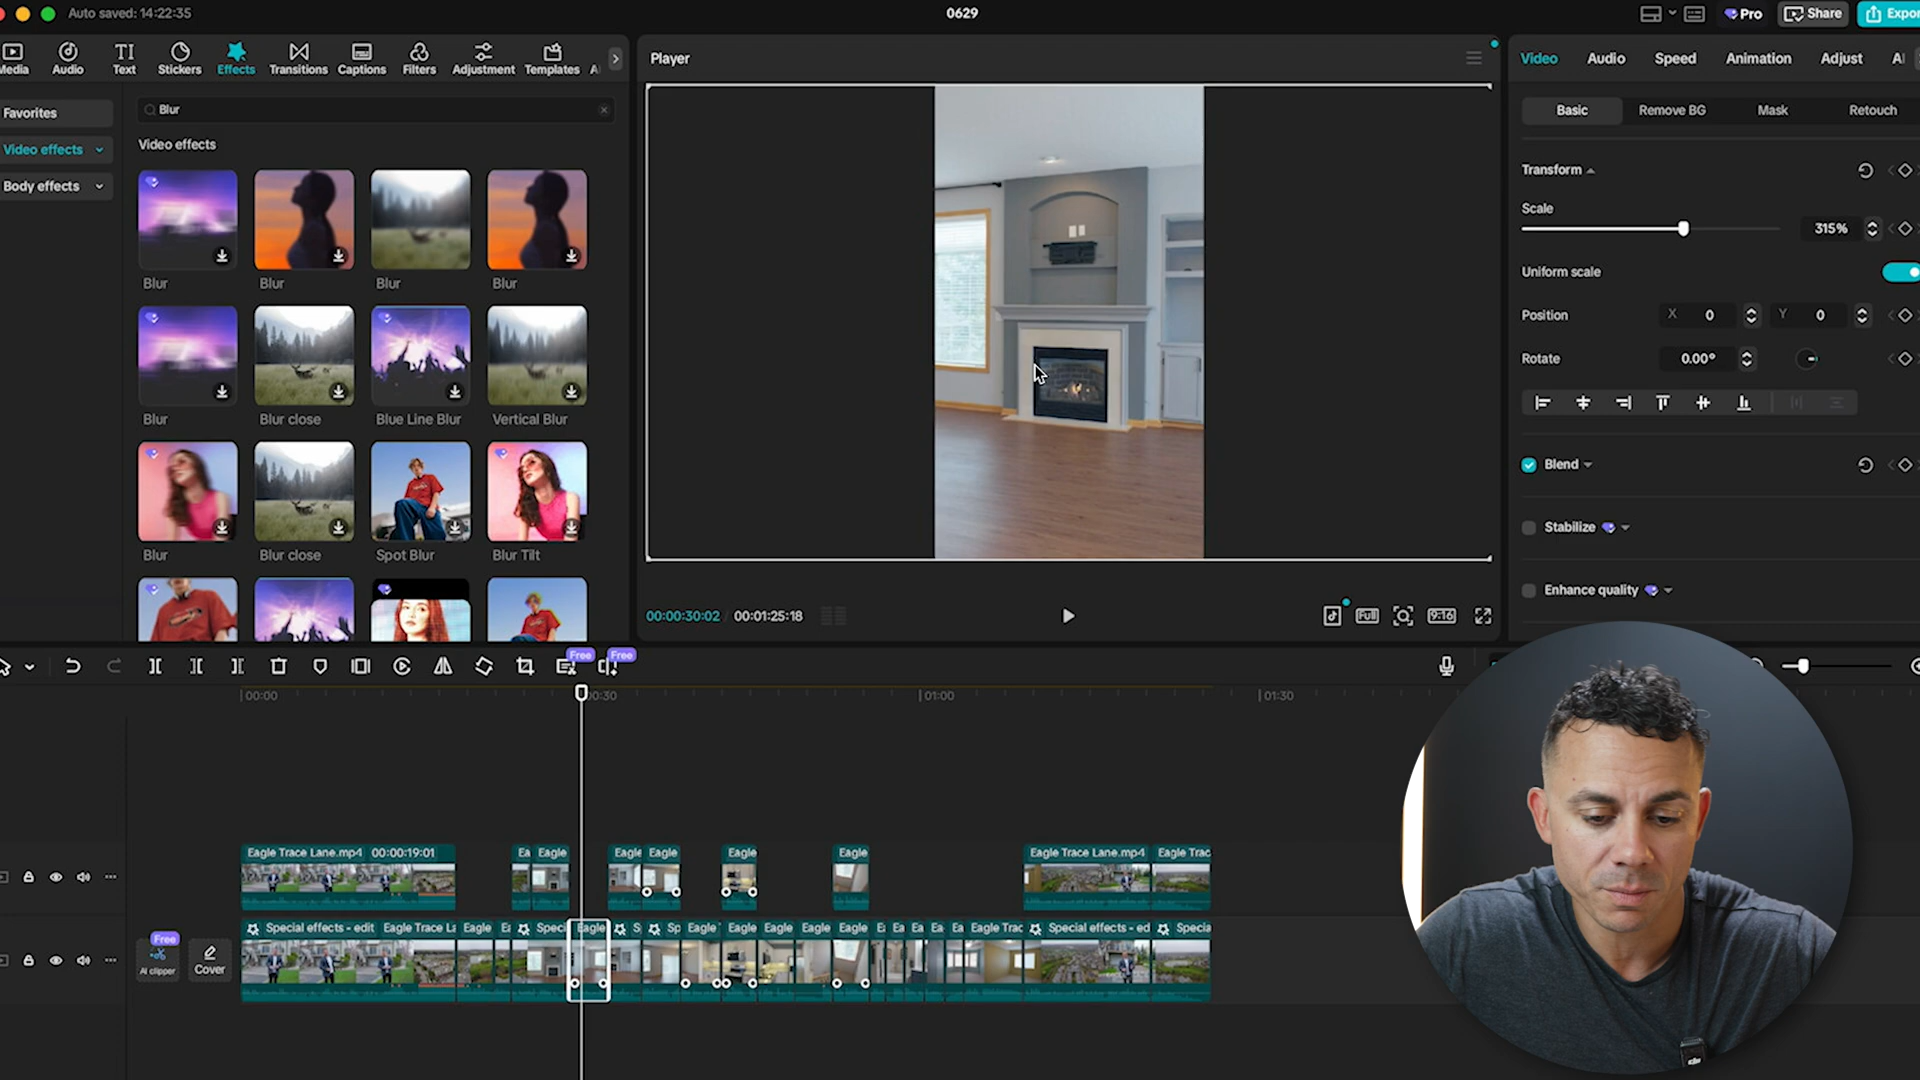 Auto saved: 14:22:35
0629
Pro
Share
Expor
Media
Audio
Text
Stickers
Effects
Transitions
Captions
Filters
Adjustment
Templates
Player
Video
Audio
Speed
Animation
Adjust
Favorites
Video effects
Body effects
Blur
Video effects
Blur
Blur
Blur
Blur
Blur
Blur close
Blue Line Blur
Vertical Blur
Blur
Blur close
Spot Blur
Blur Tilt
Basic
Remove BG
Mask
Retouch
Transform
Scale
315%
Uniform scale
Position
X 0
Y 0
Rotate
0.00°
Blend
Stabilize
Enhance quality
00:00:30:02 / 00:01:25:18
Full
9:16
Free
Free
00:00
00:30
01:00
01:30
Eagle Trace Lane.mp4 00:00:19:01
Ea
Eagle
Eagle
Eagle
Eagle
Eagle
Eagle Trace Lane.mp4
Eagle Trac
Free
AI clipper
Cover
Special effects - edit
Eagle Trace La
Eagle
E
Speci
Eagle
S
Sp
Eagle
Eagle
Eagle
Eagle
Eagle
Ea
Ea
Ea
Ea
Ea
Eagle Trac
Special effects - ed
Specia